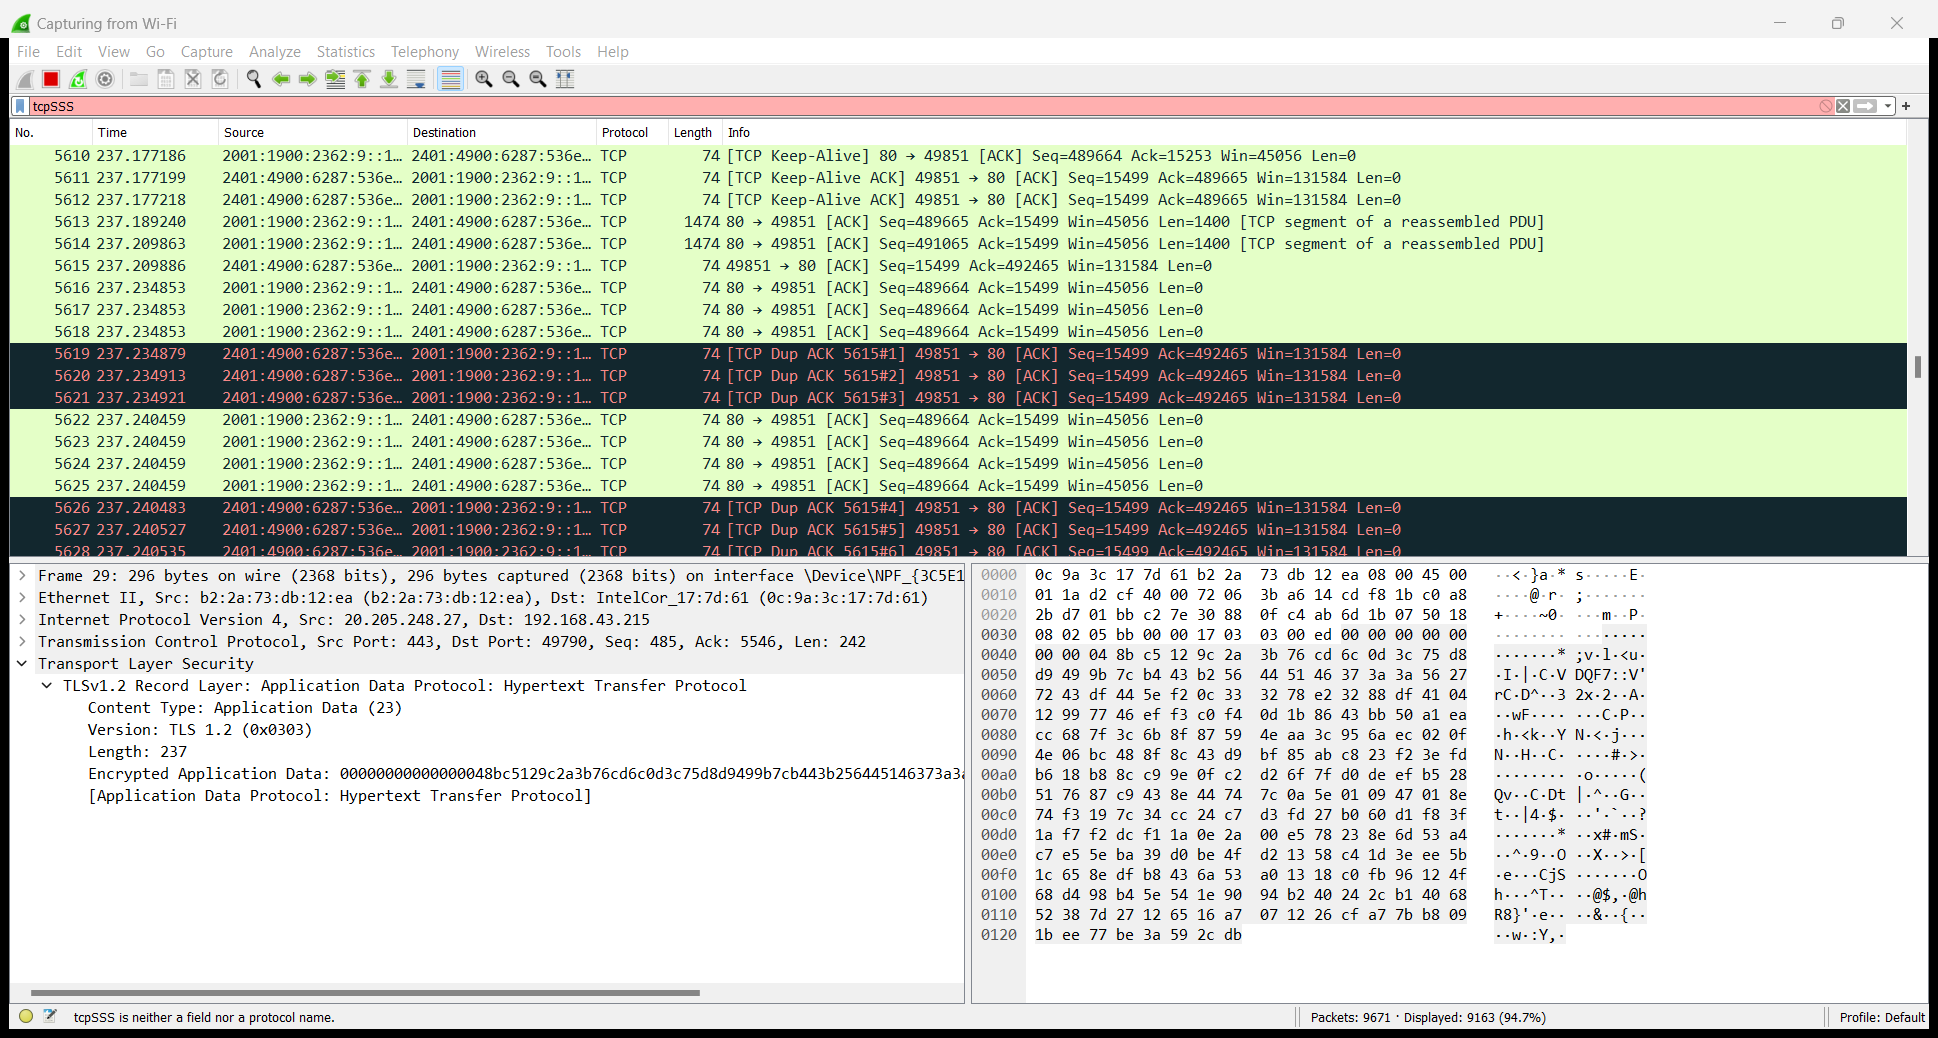 Capturing from Wi-Fi
File Edit View Go Capture Analyze Statistics Telephony Wireless Tools Help
tcpSSS
No. Time Source Destination Protocol Length Info
5610 237.177186 2001:1900:2362:9::1… 2401:4900:6287:536e… TCP 74 [TCP Keep-Alive] 80 → 49851 [ACK] Seq=489664 Ack=15253 Win=45056 Len=0
5611 237.177199 2401:4900:6287:536e… 2001:1900:2362:9::1… TCP 74 [TCP Keep-Alive ACK] 49851 → 80 [ACK] Seq=15499 Ack=489665 Win=131584 Len=0
5612 237.177218 2401:4900:6287:536e… 2001:1900:2362:9::1… TCP 74 [TCP Keep-Alive ACK] 49851 → 80 [ACK] Seq=15499 Ack=489665 Win=131584 Len=0
5613 237.189240 2001:1900:2362:9::1… 2401:4900:6287:536e… TCP 1474 80 → 49851 [ACK] Seq=489665 Ack=15499 Win=45056 Len=1400 [TCP segment of a reassembled PDU]
5614 237.209863 2001:1900:2362:9::1… 2401:4900:6287:536e… TCP 1474 80 → 49851 [ACK] Seq=491065 Ack=15499 Win=45056 Len=1400 [TCP segment of a reassembled PDU]
5615 237.209886 2401:4900:6287:536e… 2001:1900:2362:9::1… TCP 74 49851 → 80 [ACK] Seq=15499 Ack=492465 Win=131584 Len=0
5616 237.234853 2001:1900:2362:9::1… 2401:4900:6287:536e… TCP 74 80 → 49851 [ACK] Seq=489664 Ack=15499 Win=45056 Len=0
5617 237.234853 2001:1900:2362:9::1… 2401:4900:6287:536e… TCP 74 80 → 49851 [ACK] Seq=489664 Ack=15499 Win=45056 Len=0
5618 237.234853 2001:1900:2362:9::1… 2401:4900:6287:536e… TCP 74 80 → 49851 [ACK] Seq=489664 Ack=15499 Win=45056 Len=0
5619 237.234879 2401:4900:6287:536e… 2001:1900:2362:9::1… TCP 74 [TCP Dup ACK 5615#1] 49851 → 80 [ACK] Seq=15499 Ack=492465 Win=131584 Len=0
5620 237.234913 2401:4900:6287:536e… 2001:1900:2362:9::1… TCP 74 [TCP Dup ACK 5615#2] 49851 → 80 [ACK] Seq=15499 Ack=492465 Win=131584 Len=0
5621 237.234921 2401:4900:6287:536e… 2001:1900:2362:9::1… TCP 74 [TCP Dup ACK 5615#3] 49851 → 80 [ACK] Seq=15499 Ack=492465 Win=131584 Len=0
5622 237.240459 2001:1900:2362:9::1… 2401:4900:6287:536e… TCP 74 80 → 49851 [ACK] Seq=489664 Ack=15499 Win=45056 Len=0
5623 237.240459 2001:1900:2362:9::1… 2401:4900:6287:536e… TCP 74 80 → 49851 [ACK] Seq=489664 Ack=15499 Win=45056 Len=0
5624 237.240459 2001:1900:2362:9::1… 2401:4900:6287:536e… TCP 74 80 → 49851 [ACK] Seq=489664 Ack=15499 Win=45056 Len=0
5625 237.240459 2001:1900:2362:9::1… 2401:4900:6287:536e… TCP 74 80 → 49851 [ACK] Seq=489664 Ack=15499 Win=45056 Len=0
5626 237.240483 2401:4900:6287:536e… 2001:1900:2362:9::1… TCP 74 [TCP Dup ACK 5615#4] 49851 → 80 [ACK] Seq=15499 Ack=492465 Win=131584 Len=0
5627 237.240527 2401:4900:6287:536e… 2001:1900:2362:9::1… TCP 74 [TCP Dup ACK 5615#5] 49851 → 80 [ACK] Seq=15499 Ack=492465 Win=131584 Len=0
5628 237.240535 2401:4900:6287:536e… 2001:1900:2362:9::1… TCP 74 [TCP Dup ACK 5615#6] 49851 → 80 [ACK] Seq=15499 Ack=492465 Win=131584 Len=0
Frame 29: 296 bytes on wire (2368 bits), 296 bytes captured (2368 bits) on interface \Device\NPF_{3C5E1
Ethernet II, Src: b2:2a:73:db:12:ea (b2:2a:73:db:12:ea), Dst: IntelCor_17:7d:61 (0c:9a:3c:17:7d:61)
Internet Protocol Version 4, Src: 20.205.248.27, Dst: 192.168.43.215
Transmission Control Protocol, Src Port: 443, Dst Port: 49790, Seq: 485, Ack: 5546, Len: 242
Transport Layer Security
TLSv1.2 Record Layer: Application Data Protocol: Hypertext Transfer Protocol
Content Type: Application Data (23)
Version: TLS 1.2 (0x0303)
Length: 237
Encrypted Application Data: 00000000000000048bc5129c2a3b76cd6c0d3c75d8d9499b7cb443b256445146373a3a
[Application Data Protocol: Hypertext Transfer Protocol]
0000 0c 9a 3c 17 7d 61 b2 2a 73 db 12 ea 08 00 45 00 ··<·}a·* s·····E·
0010 01 1a d2 cf 40 00 72 06 3b a6 14 cd f8 1b c0 a8 ····@·r· ;·······
0020 2b d7 01 bb c2 7e 30 88 0f c4 ab 6d 1b 07 50 18 +····~0· ···m··P·
0030 08 02 05 bb 00 00 17 03 03 00 ed 00 00 00 00 00 ········ ········
0040 00 00 04 8b c5 12 9c 2a 3b 76 cd 6c 0d 3c 75 d8 ·······* ;v·l·<u·
0050 d9 49 9b 7c b4 43 b2 56 44 51 46 37 3a 3a 56 27 ·I·|·C·V DQF7::V'
0060 72 43 df 44 5e f2 0c 33 32 78 e2 32 88 df 41 04 rC·D^··3 2x·2··A·
0070 12 99 77 46 ef f3 c0 f4 0d 1b 86 43 bb 50 a1 ea ··wF···· ···C·P··
0080 cc 68 7f 3c 6b 8f 87 59 4e aa 3c 95 6a ec 02 0f ·h·<k··Y N·<·j···
0090 4e 06 bc 48 8f 8c 43 d9 bf 85 ab c8 23 f2 3e fd N··H··C· ····#·>·
00a0 b6 18 b8 8c c9 9e 0f c2 d2 6f 7f d0 de ef b5 28 ········ ·o·····(
00b0 51 76 87 c9 43 8e 44 74 7c 0a 5e 01 09 47 01 8e Qv··C·Dt |·^··G··
00c0 74 f3 19 7c 34 cc 24 c7 d3 fd 27 b0 60 d1 f8 3f t··|4·$· ··'·`··?
00d0 1a f7 f2 dc f1 1a 0e 2a 00 e5 78 23 8e 6d 53 a4 ·······* ··x#·mS·
00e0 c7 e5 5e ba 39 d0 be 4f d2 13 58 c4 1d 3e ee 5b ··^·9··O ··X··>·[
00f0 1c 65 8e df b8 43 6a 53 a0 13 18 c0 fb 96 12 4f ·e···CjS ·······O
0100 68 d4 98 b4 5e 54 1e 90 94 b2 40 24 2c b1 40 68 h···^T·· ··@$,·@h
0110 52 38 7d 27 12 65 16 a7 07 12 26 cf a7 7b b8 09 R8}'·e·· ··&··{··
0120 1b ee 77 be 3a 59 2c db ··w·:Y,·
tcpSSS is neither a field nor a protocol name. Packets: 9671 · Displayed: 9163 (94.7%) Profile: Default